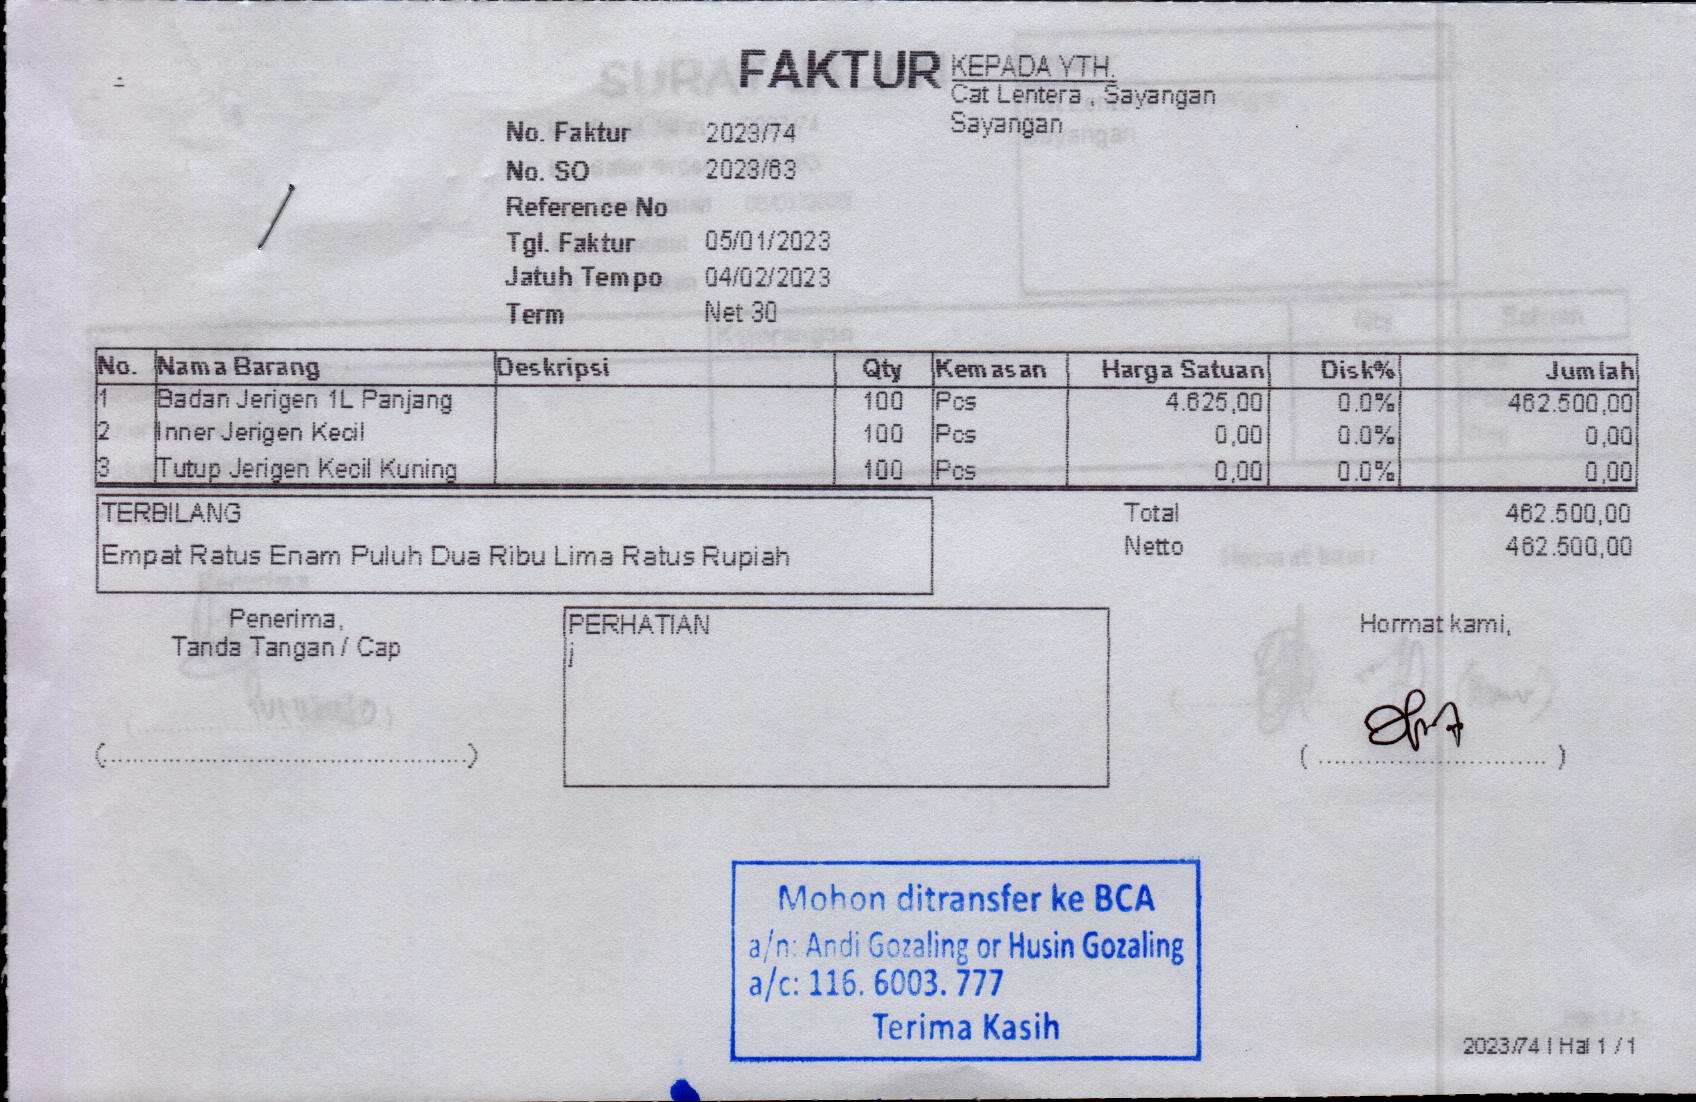 FAKTUR
KEPADA YTH.
Cat Lentera , Sayangan
Sayangan
No. Faktur 2023/74
No. SO 2023/63
Reference No
Tgl. Faktur 05/01/2023
Jatuh Tempo 04/02/2023
Term Net 30
No. Nama Barang Deskripsi Qty Kemasan Harga Satuan Disk% Jumlah
1 Badan Jerigen 1L Panjang 100 Pcs 4.625,00 0.0% 462.500,00
2 Inner Jerigen Kecil 100 Pcs 0,00 0.0% 0,00
3 Tutup Jerigen Kecil Kuning 100 Pcs 0,00 0.0% 0,00
TERBILANG
Empat Ratus Enam Puluh Dua Ribu Lima Ratus Rupiah
Total 462.500,00
Netto 462.500,00
Penerima,
Tanda Tangan / Cap
(..............................................)
PERHATIAN
j
Hormat kami,
( ............................. )
Mohon ditransfer ke BCA
a/n: Andi Gozaling or Husin Gozaling
a/c: 116. 6003. 777
Terima Kasih
2023/74 | Hal 1 / 1